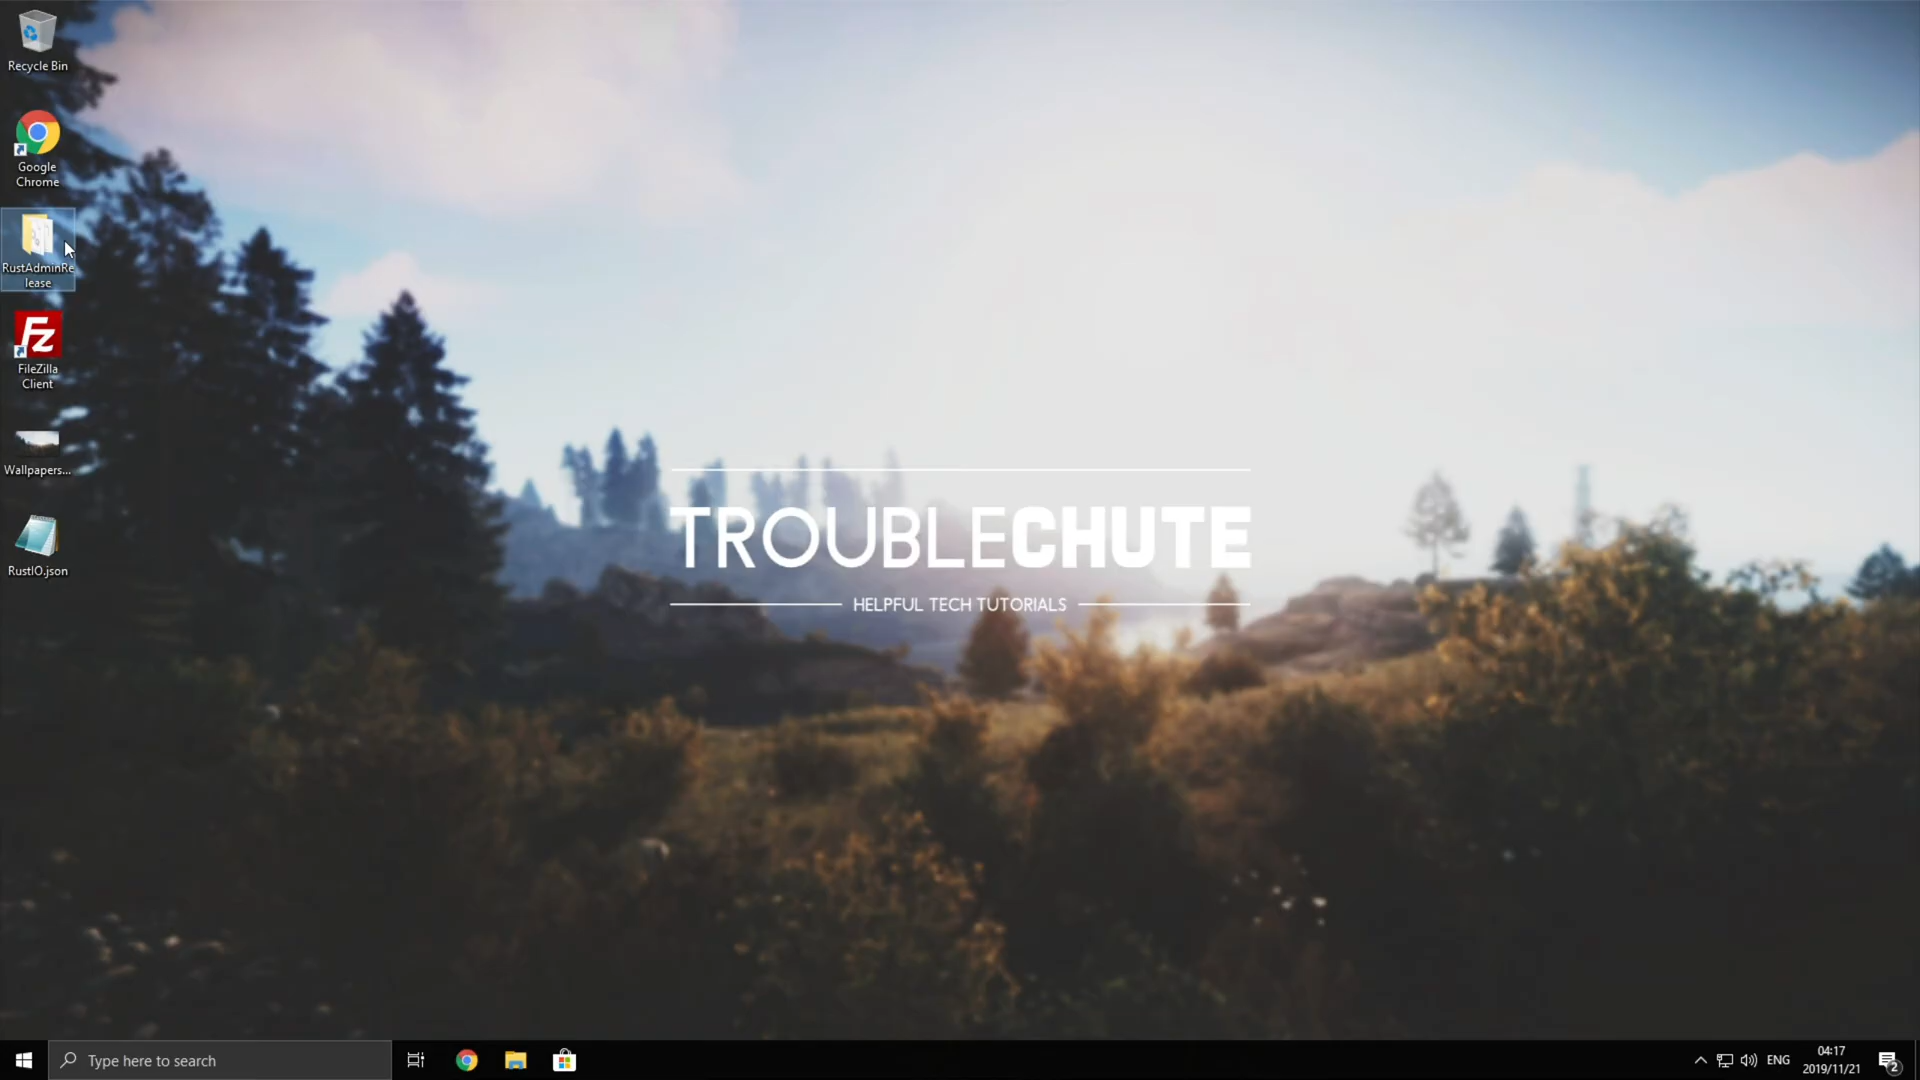 Recycle Bin
Google
Chrome
RustAdminRe
lease
FileZilla
Client
Wallpapers...
RustIO.json
TROUBLECHUTE
HELPFUL TECH TUTORIALS
Type here to search
ENG
04:17
2019/11/21
2